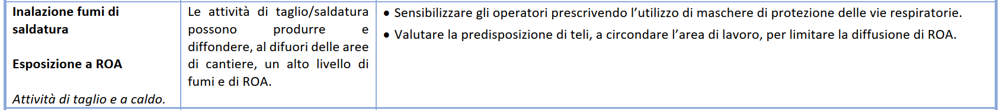 Inalazione fumi di
saldatura
Esposizione a ROA
Attività di taglio e a caldo.
Le attività di taglio/saldatura
possono produrre e
diffondere, al difuori delle aree
di cantiere, un alto livello di
fumi e di ROA.
● Sensibilizzare gli operatori prescrivendo l’utilizzo di maschere di protezione delle vie respiratorie.
● Valutare la predisposizione di teli, a circondare l’area di lavoro, per limitare la diffusione di ROA.